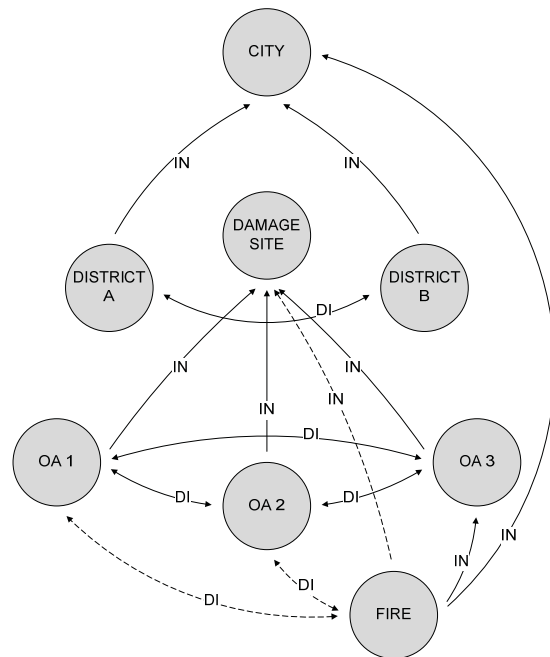 CITY
IN
IN
DAMAGE
SITE
DISTRICT
A
DISTRICT
B
DI
IN
IN
IN
IN
DI
OA 1
OA 2
OA 3
DI
DI
IN
IN
DI
DI
FIRE